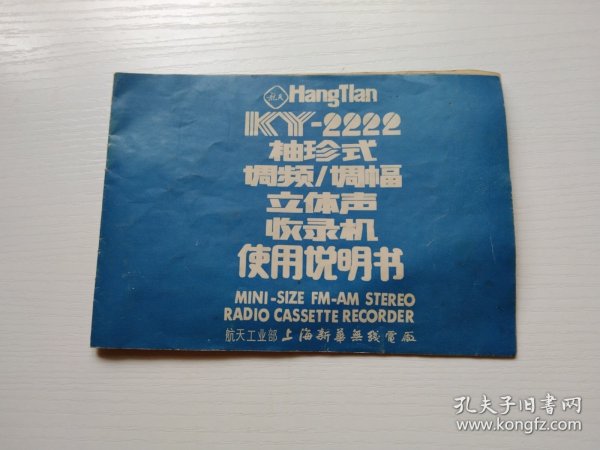 航天 HangTian
KY-2222
袖珍式
调频/调幅
立体声
收录机
使用说明书
MINI-SIZE FM-AM STEREO
RADIO CASSETTE RECORDER
航天工业部 上海新華無线電廠
孔夫子旧书网
www.kongfz.com